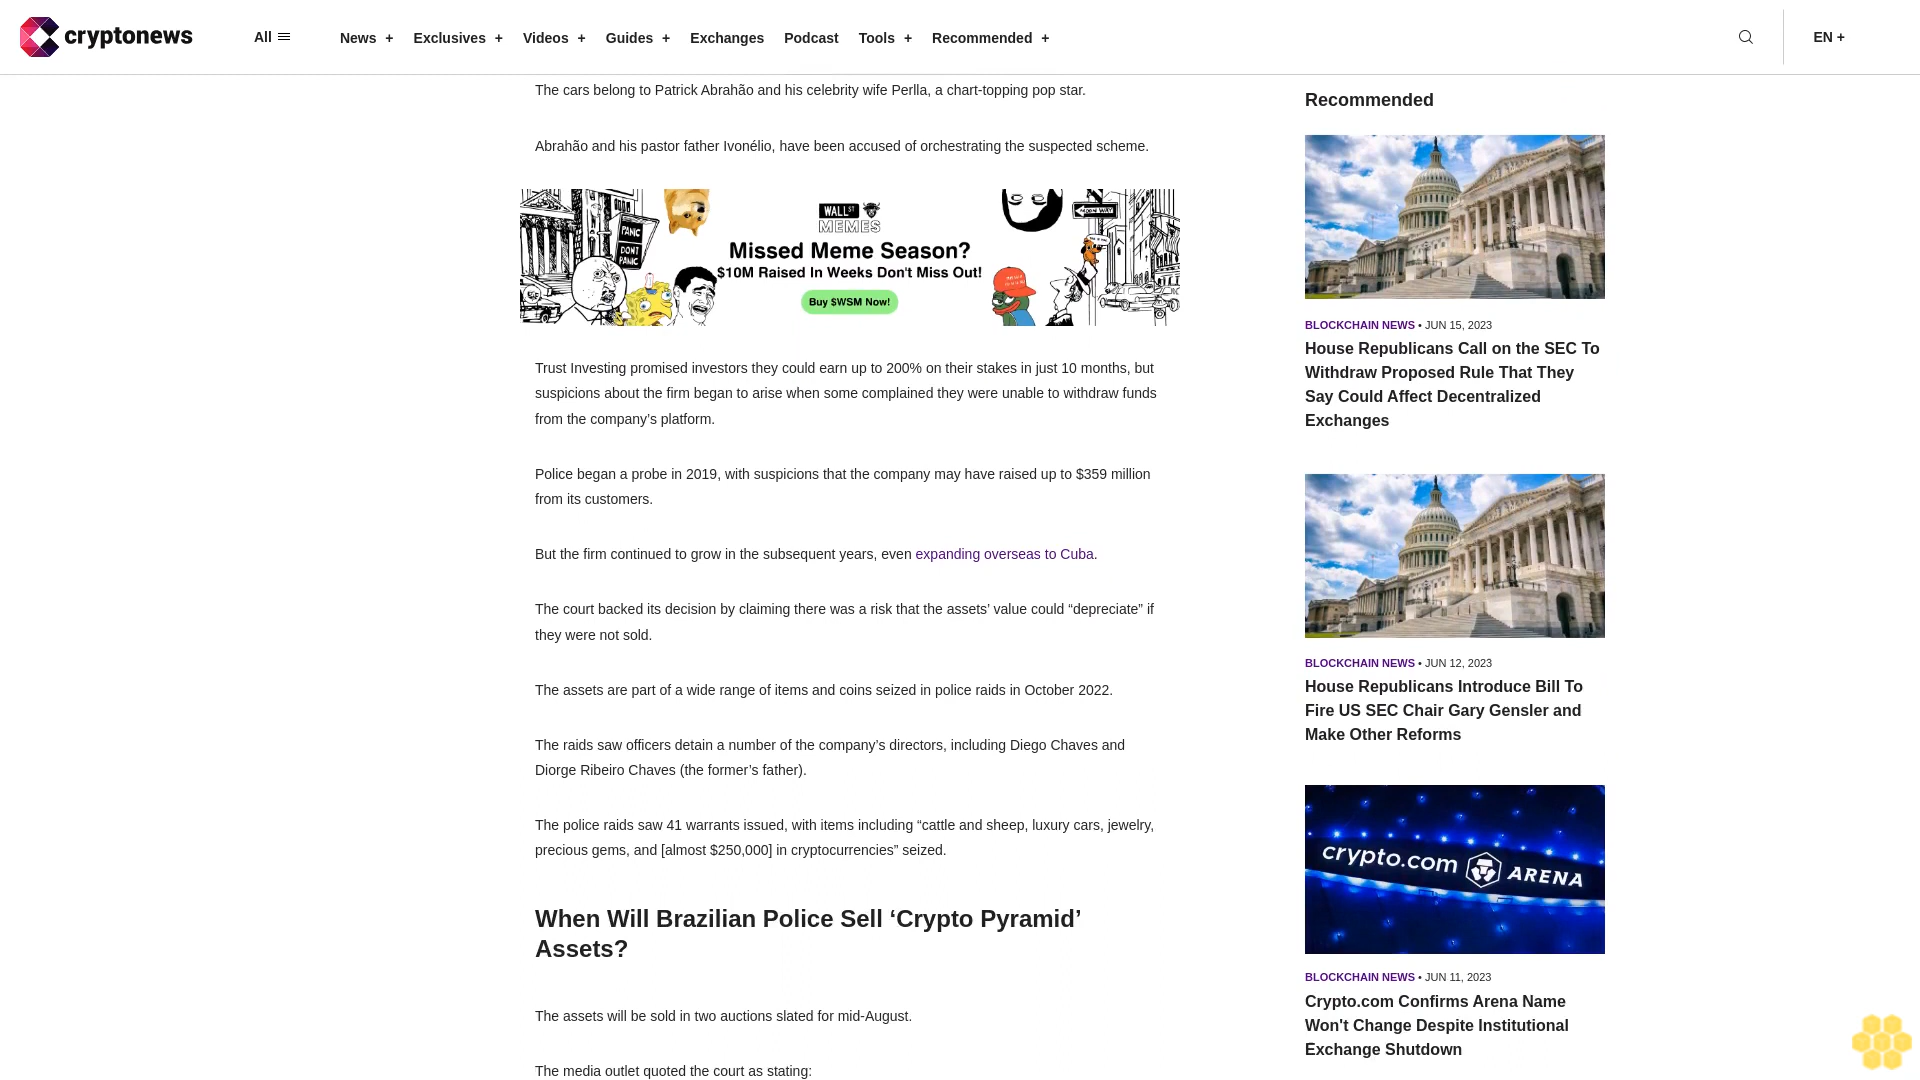 cryptonews
All
News +
Exclusives +
Videos +
Guides +
Exchanges
Podcast
Tools +
Recommended +
EN +
The cars belong to Patrick Abrahão and his celebrity wife Perlla, a chart-topping pop star.
Abrahão and his pastor father Ivonélio, have been accused of orchestrating the suspected scheme.
PANIC
DON'T
PANIC
WALL ST
MEMES
Missed Meme Season?
$10M Raised In Weeks Don't Miss Out!
Buy $WSM Now!
Trust Investing promised investors they could earn up to 200% on their stakes in just 10 months, but
suspicions about the firm began to arise when some complained they were unable to withdraw funds
from the company’s platform.
Police began a probe in 2019, with suspicions that the company may have raised up to $359 million
from its customers.
But the firm continued to grow in the subsequent years, even expanding overseas to Cuba.
The court backed its decision by claiming there was a risk that the assets’ value could “depreciate” if
they were not sold.
The assets are part of a wide range of items and coins seized in police raids in October 2022.
The raids saw officers detain a number of the company’s directors, including Diego Chaves and
Diorge Ribeiro Chaves (the former’s father).
The police raids saw 41 warrants issued, with items including “cattle and sheep, luxury cars, jewelry,
precious gems, and [almost $250,000] in cryptocurrencies” seized.
When Will Brazilian Police Sell ‘Crypto Pyramid’
Assets?
The assets will be sold in two auctions slated for mid-August.
The media outlet quoted the court as stating:
Recommended
BLOCKCHAIN NEWS • JUN 15, 2023
House Republicans Call on the SEC To
Withdraw Proposed Rule That They
Say Could Affect Decentralized
Exchanges
BLOCKCHAIN NEWS • JUN 12, 2023
House Republicans Introduce Bill To
Fire US SEC Chair Gary Gensler and
Make Other Reforms
crypto.com ARENA
BLOCKCHAIN NEWS • JUN 11, 2023
Crypto.com Confirms Arena Name
Won't Change Despite Institutional
Exchange Shutdown